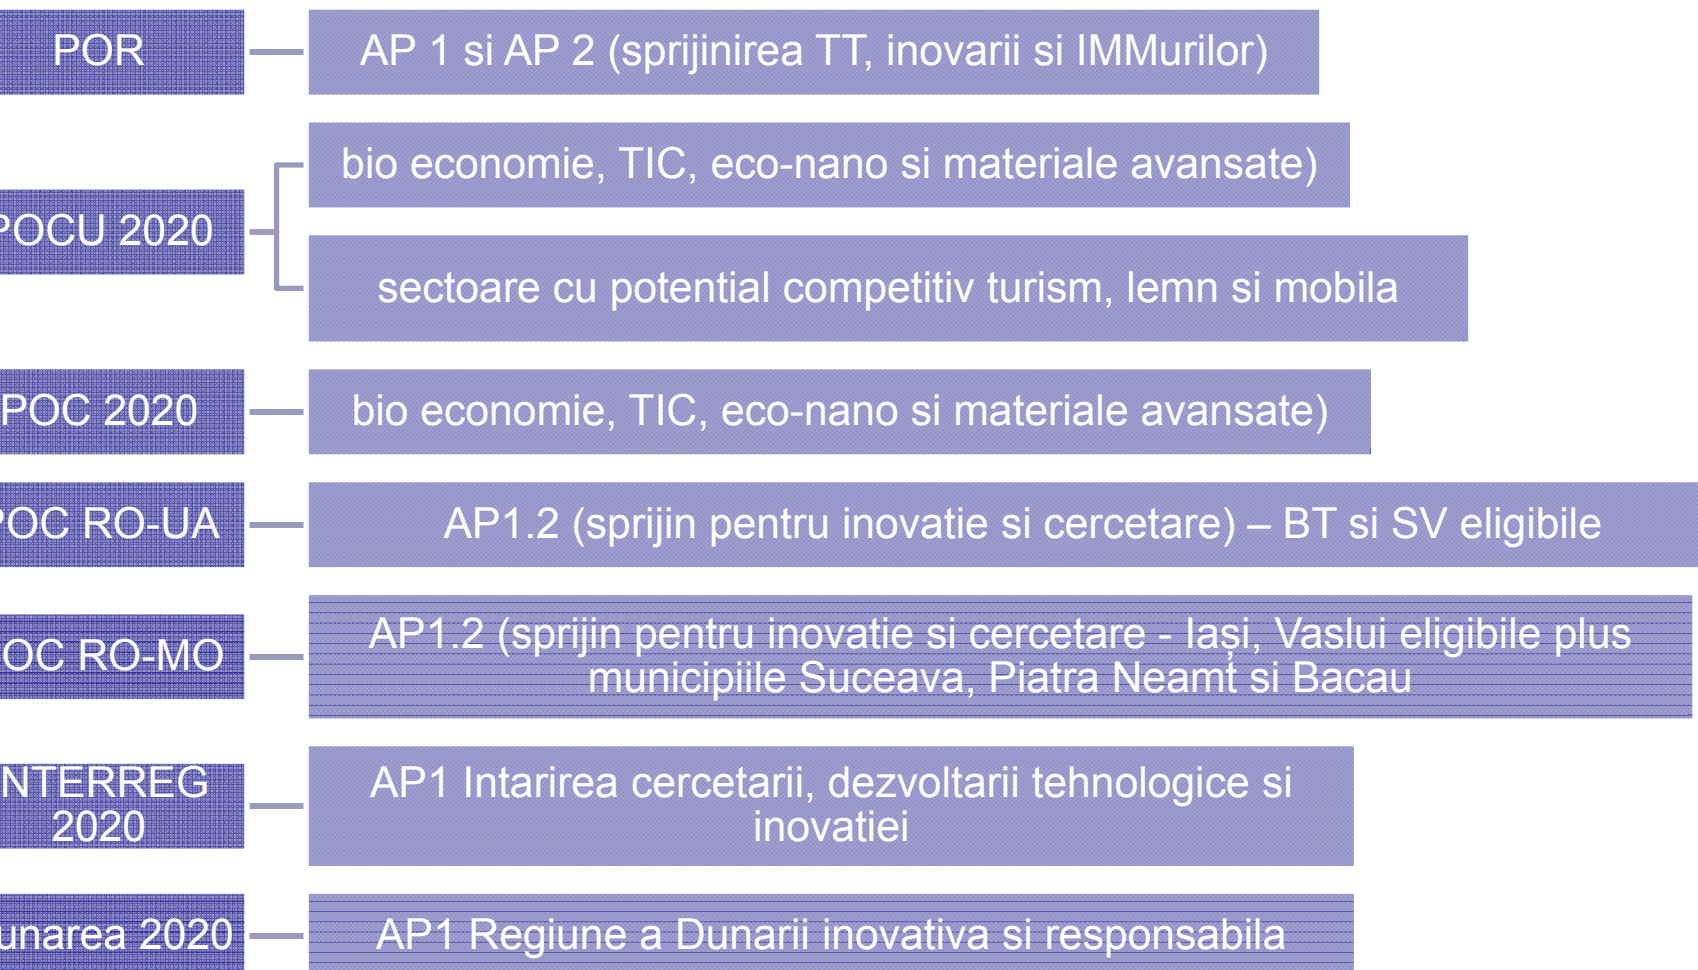 POR
AP 1 si AP 2 (sprijinirea TT, inovarii si IMMurilor)
bio economie, TIC, eco-nano si materiale avansate)
POCU 2020
sectoare cu potential competitiv turism, lemn si mobila
POC 2020
bio economie, TIC, eco-nano si materiale avansate)
POC RO-UA
AP1.2 (sprijin pentru inovatie si cercetare) – BT si SV eligibile
OC RO-MO
AP1.2 (sprijin pentru inovatie si cercetare - Iași, Vaslui eligibile plus
municipiile Suceava, Piatra Neamt si Bacau
NTERREG
2020
AP1 Intarirea cercetarii, dezvoltarii tehnologice si
inovatiei
unarea 2020
AP1 Regiune a Dunarii inovativa si responsabila